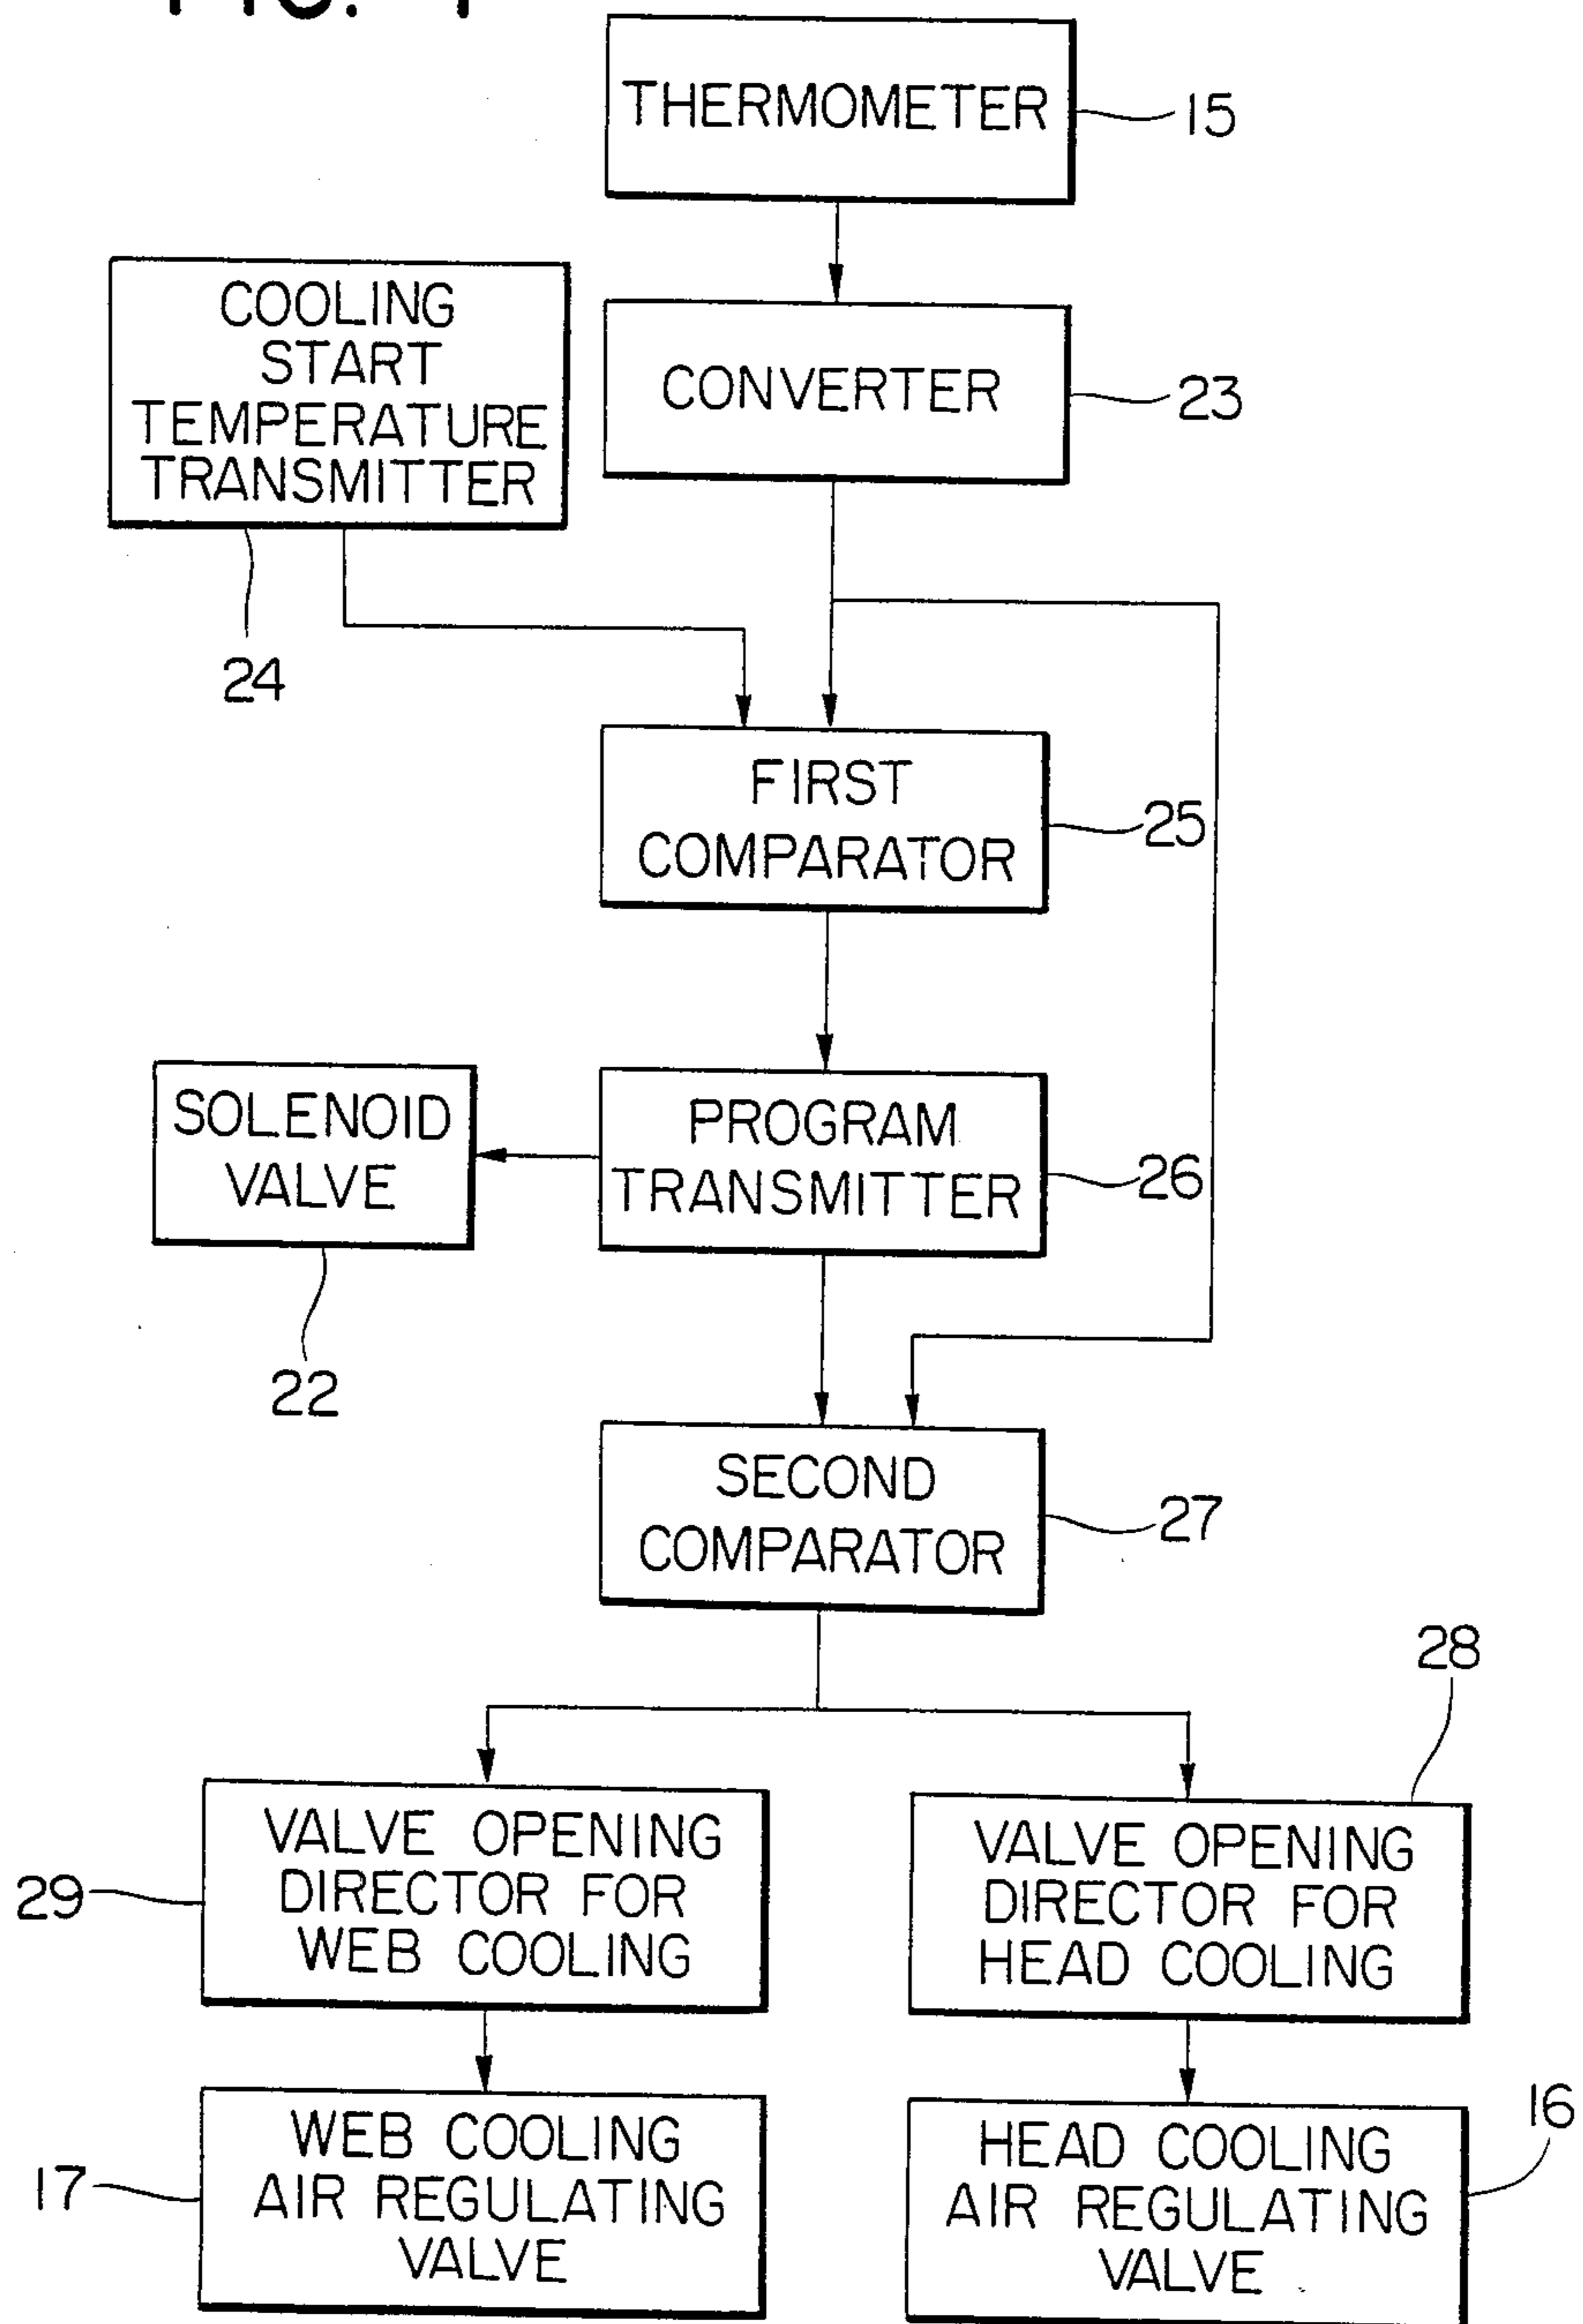 THERMOMETER
15
COOLING
START
TEMPERATURE
TRANSMITTER
24
CONVERTER
23
FIRST
COMPARATOR
25
SOLENOID
VALVE
22
PROGRAM
TRANSMITTER
26
SECOND
COMPARATOR
27
28
29
VALVE OPENING
DIRECTOR FOR
WEB COOLING
VALVE OPENING
DIRECTOR FOR
HEAD COOLING
17
WEB COOLING
AIR REGULATING
VALVE
16
HEAD COOLING
AIR REGULATING
VALVE